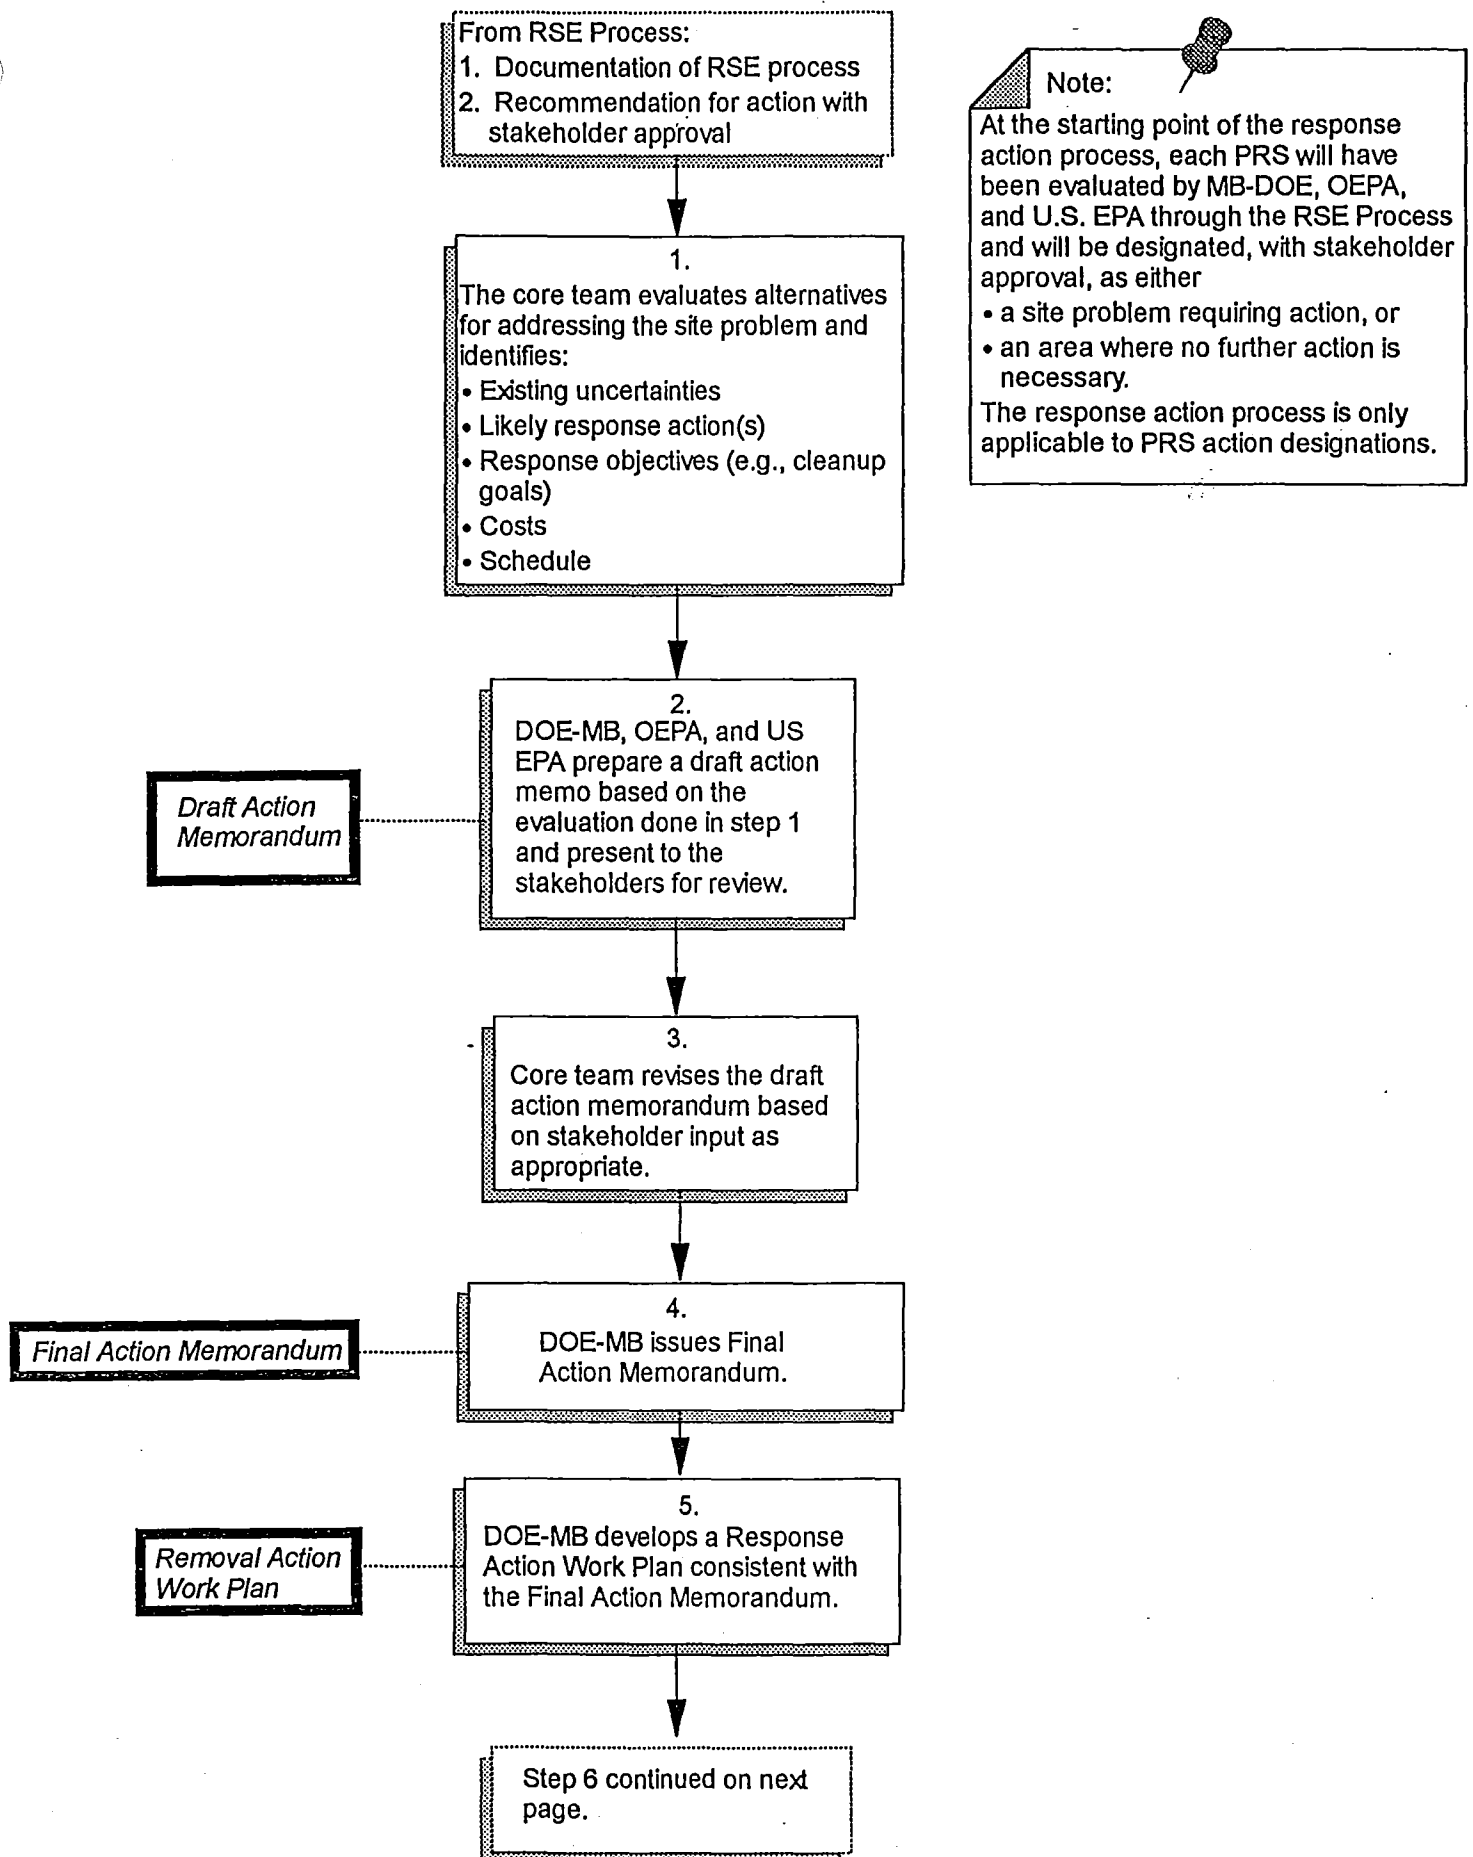 From RSE Process:
1. Documentation of RSE process
2. Recommendation for action with
stakeholder approval
Note:
At the starting point of the response
action process, each PRS will have
been evaluated by MB-DOE, OEPA,
and U.S. EPA through the RSE Process
and will be designated, with stakeholder
approval, as either
• a site problem requiring action, or
• an area where no further action is
necessary.
The response action process is only
applicable to PRS action designations.
1.
The core team evaluates alternatives
for addressing the site problem and
identifies:
• Existing uncertainties
• Likely response action(s)
• Response objectives (e.g., cleanup
goals)
• Costs
• Schedule
2.
DOE-MB, OEPA, and US
EPA prepare a draft action
memo based on the
evaluation done in step 1
and present to the
stakeholders for review.
Draft Action
Memorandum
3.
Core team revises the draft
action memorandum based
on stakeholder input as
appropriate.
4.
DOE-MB issues Final
Action Memorandum.
Final Action Memorandum
5.
DOE-MB develops a Response
Action Work Plan consistent with
the Final Action Memorandum.
Removal Action
Work Plan
Step 6 continued on next
page.